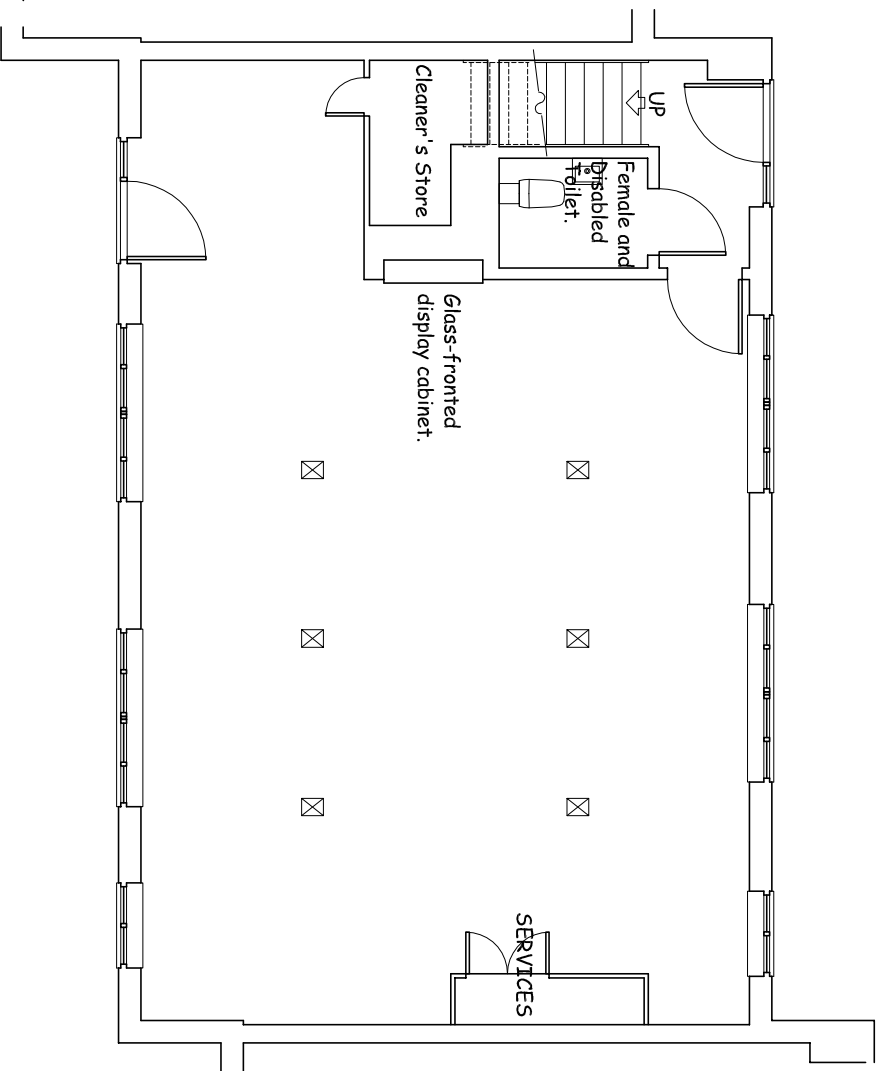 UP
Cleaner's Store
Female and
Disabled
Toilet.
Glass-fronted
display cabinet.
SERVICES